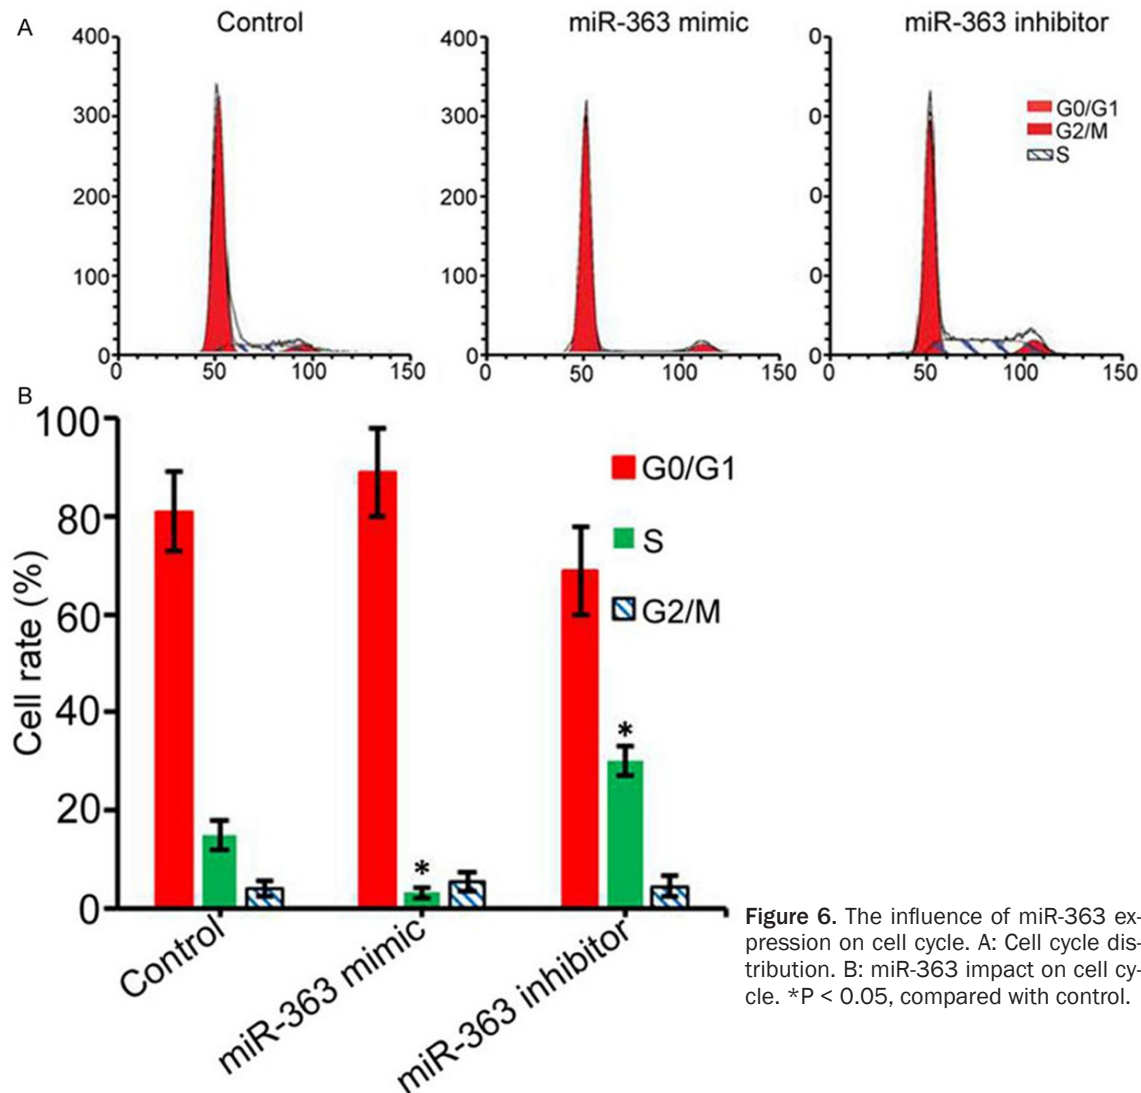 A
Control
miR-363 mimic
miR-363 inhibitor
400
300
200
100
0
0 50 100 150
400
300
200
100
0
0 50 100 150
0
0
0
0
0
0 50 100 150
G0/G1
G2/M
S
B
Cell rate (%)
100
80
60
40
20
0
G0/G1
S
G2/M
*
*
Control
miR-363 mimic
miR-363 inhibitor
Figure 6. The influence of miR-363 ex-
pression on cell cycle. A: Cell cycle dis-
tribution. B: miR-363 impact on cell cy-
cle. *P < 0.05, compared with control.